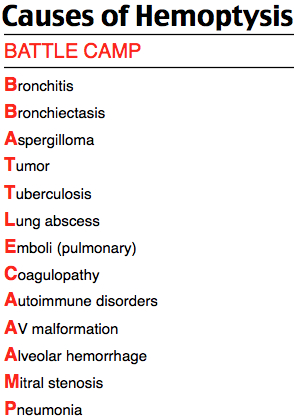 Causes of Hemoptysis
BATTLE CAMP
Bronchitis
Bronchiectasis
Aspergilloma
Tumor
Tuberculosis
Lung abscess
Emboli (pulmonary)
Coagulopathy
Autoimmune disorders
AV malformation
Alveolar hemorrhage
Mitral stenosis
Pneumonia